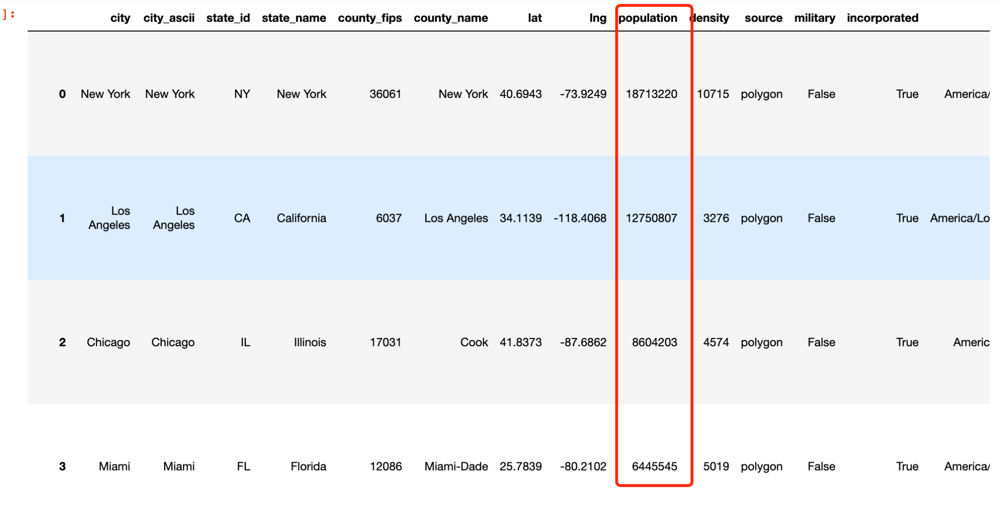 ]:
city city_ascii state_id state_name county_fips county_name lat lng population density source military incorporated
0 New York New York NY New York 36061 New York 40.6943 -73.9249 18713220 10715 polygon False True America/
1 Los Angeles Los Angeles CA California 6037 Los Angeles 34.1139 -118.4068 12750807 3276 polygon False True America/Lo
2 Chicago Chicago IL Illinois 17031 Cook 41.8373 -87.6862 8604203 4574 polygon False True Americ
3 Miami Miami FL Florida 12086 Miami-Dade 25.7839 -80.2102 6445545 5019 polygon False True America/